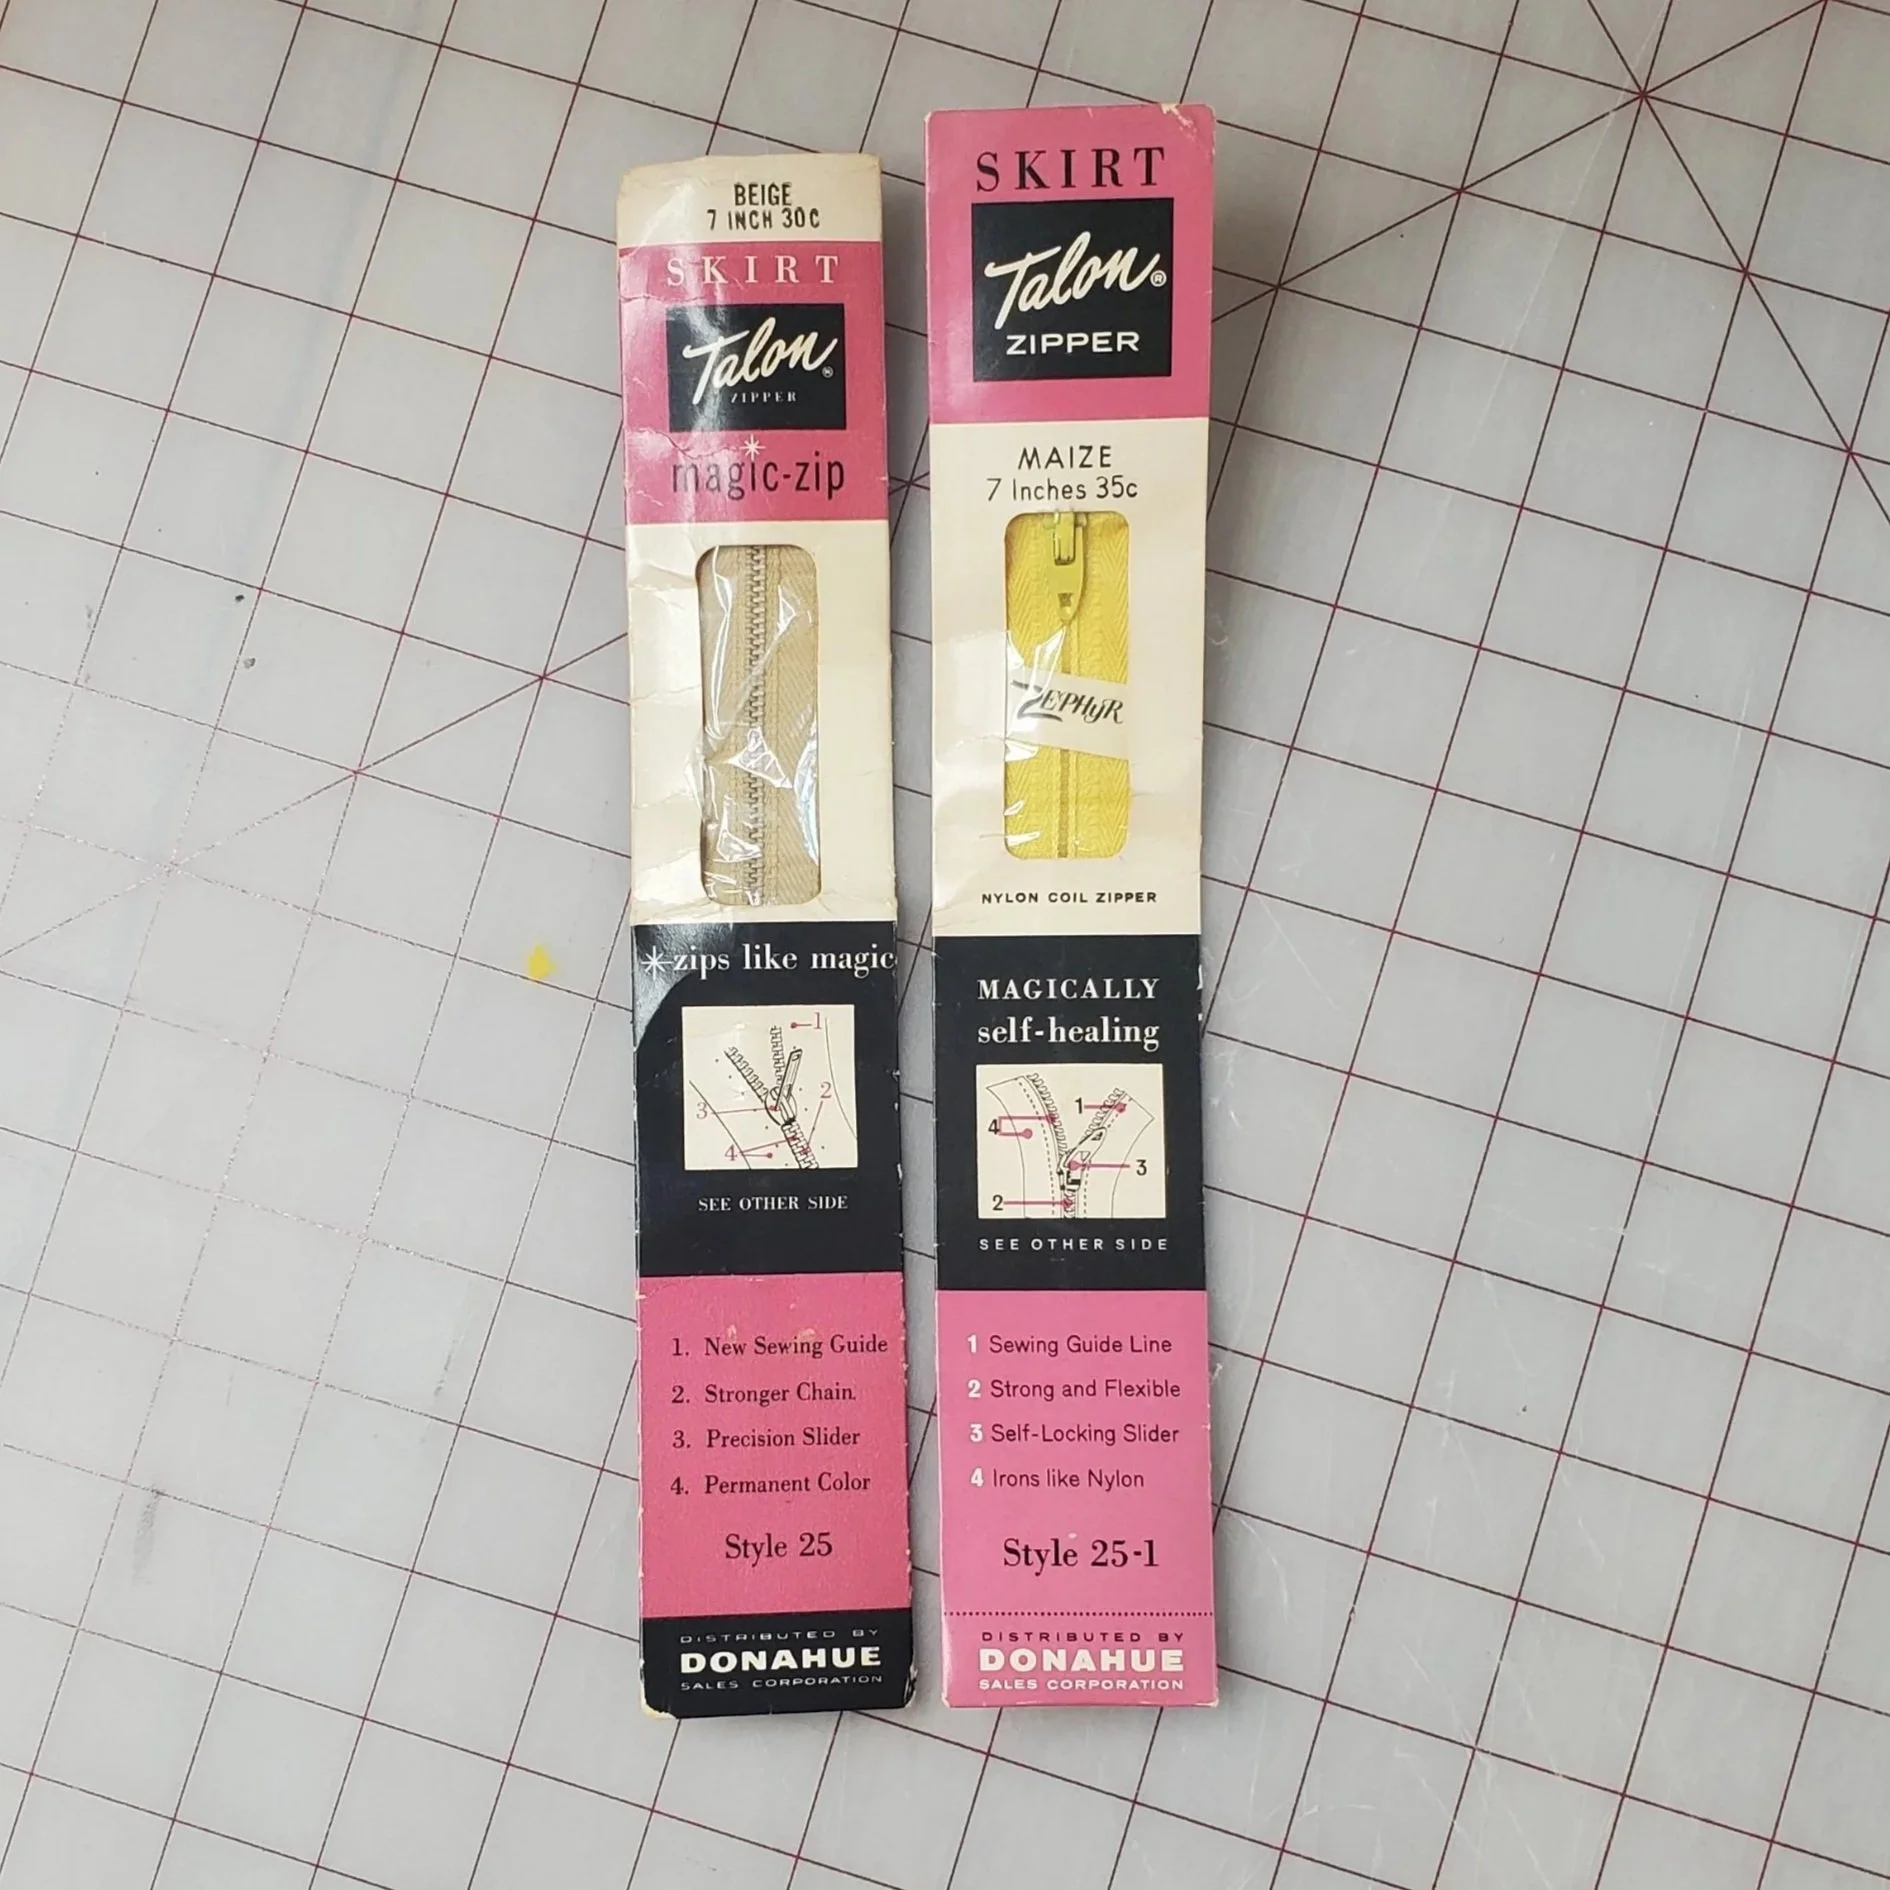 BEIGE
7 INCH 30c
SKIRT
Talon®
ZIPPER
magic-zip
zips like magic
1
2
3
4
SEE OTHER SIDE
1. New Sewing Guide
2. Stronger Chain
3. Precision Slider
4. Permanent Color
Style 25
DISTRIBUTED BY
DONAHUE
SALES CORPORATION
SKIRT
Talon®
ZIPPER
MAIZE
7 Inches 35c
ZEPHyR
NYLON COIL ZIPPER
MAGICALLY
self-healing
1
4
3
2
SEE OTHER SIDE
1 Sewing Guide Line
2 Strong and Flexible
3 Self-Locking Slider
4 Irons like Nylon
Style 25-1
DISTRIBUTED BY
DONAHUE
SALES CORPORATION